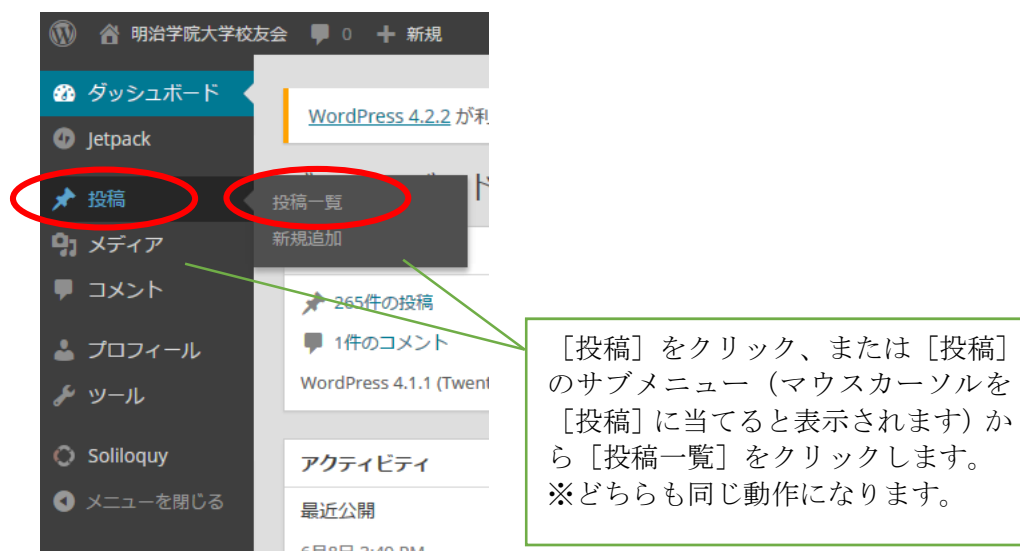 明治学院大学校友会 0 新規
ダッシュボード
WordPress 4.2.2 が利
Jetpack
投稿
投稿一覧
新規追加
メディア
コメント
265件の投稿
1件のコメント
プロフィール
WordPress 4.1.1 (Twent
ツール
Soliloquy
アクティビティ
メニューを閉じる
最近公開
［投稿］をクリック、または［投稿］
のサブメニュー（マウスカーソルを
［投稿］に当てると表示されます）か
ら［投稿一覧］をクリックします。
※どちらも同じ動作になります。